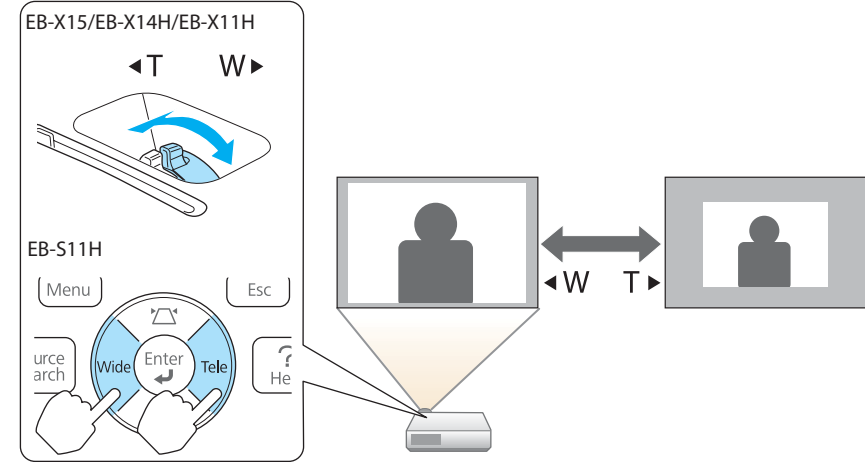 EB-X15/EB-X14H/EB-X11H
◀T W▶
EB-S11H
Menu
Esc
urce
arch
Wide
Enter
Tele
?
He
◀W T▶